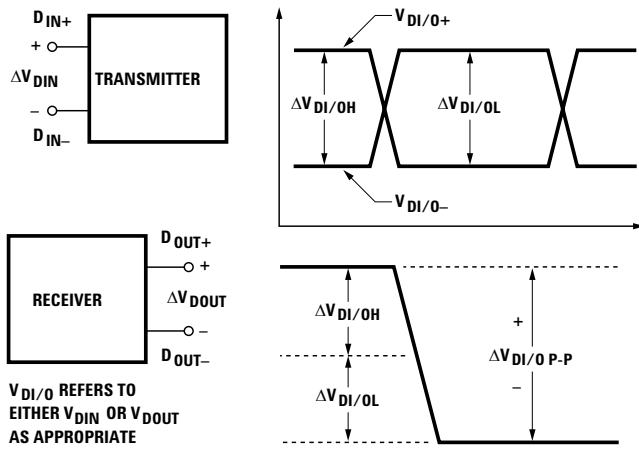 D IN+
+
ΔV DIN
TRANSMITTER
–
D IN–
V DI/O+
ΔV DI/OH
ΔV DI/OL
V DI/O–
D OUT+
+
RECEIVER
ΔV DOUT
–
D OUT–
V DI/O REFERS TO
EITHER V DIN OR V DOUT
AS APPROPRIATE
ΔV DI/OH
ΔV DI/OL
+
ΔV DI/O P-P
–